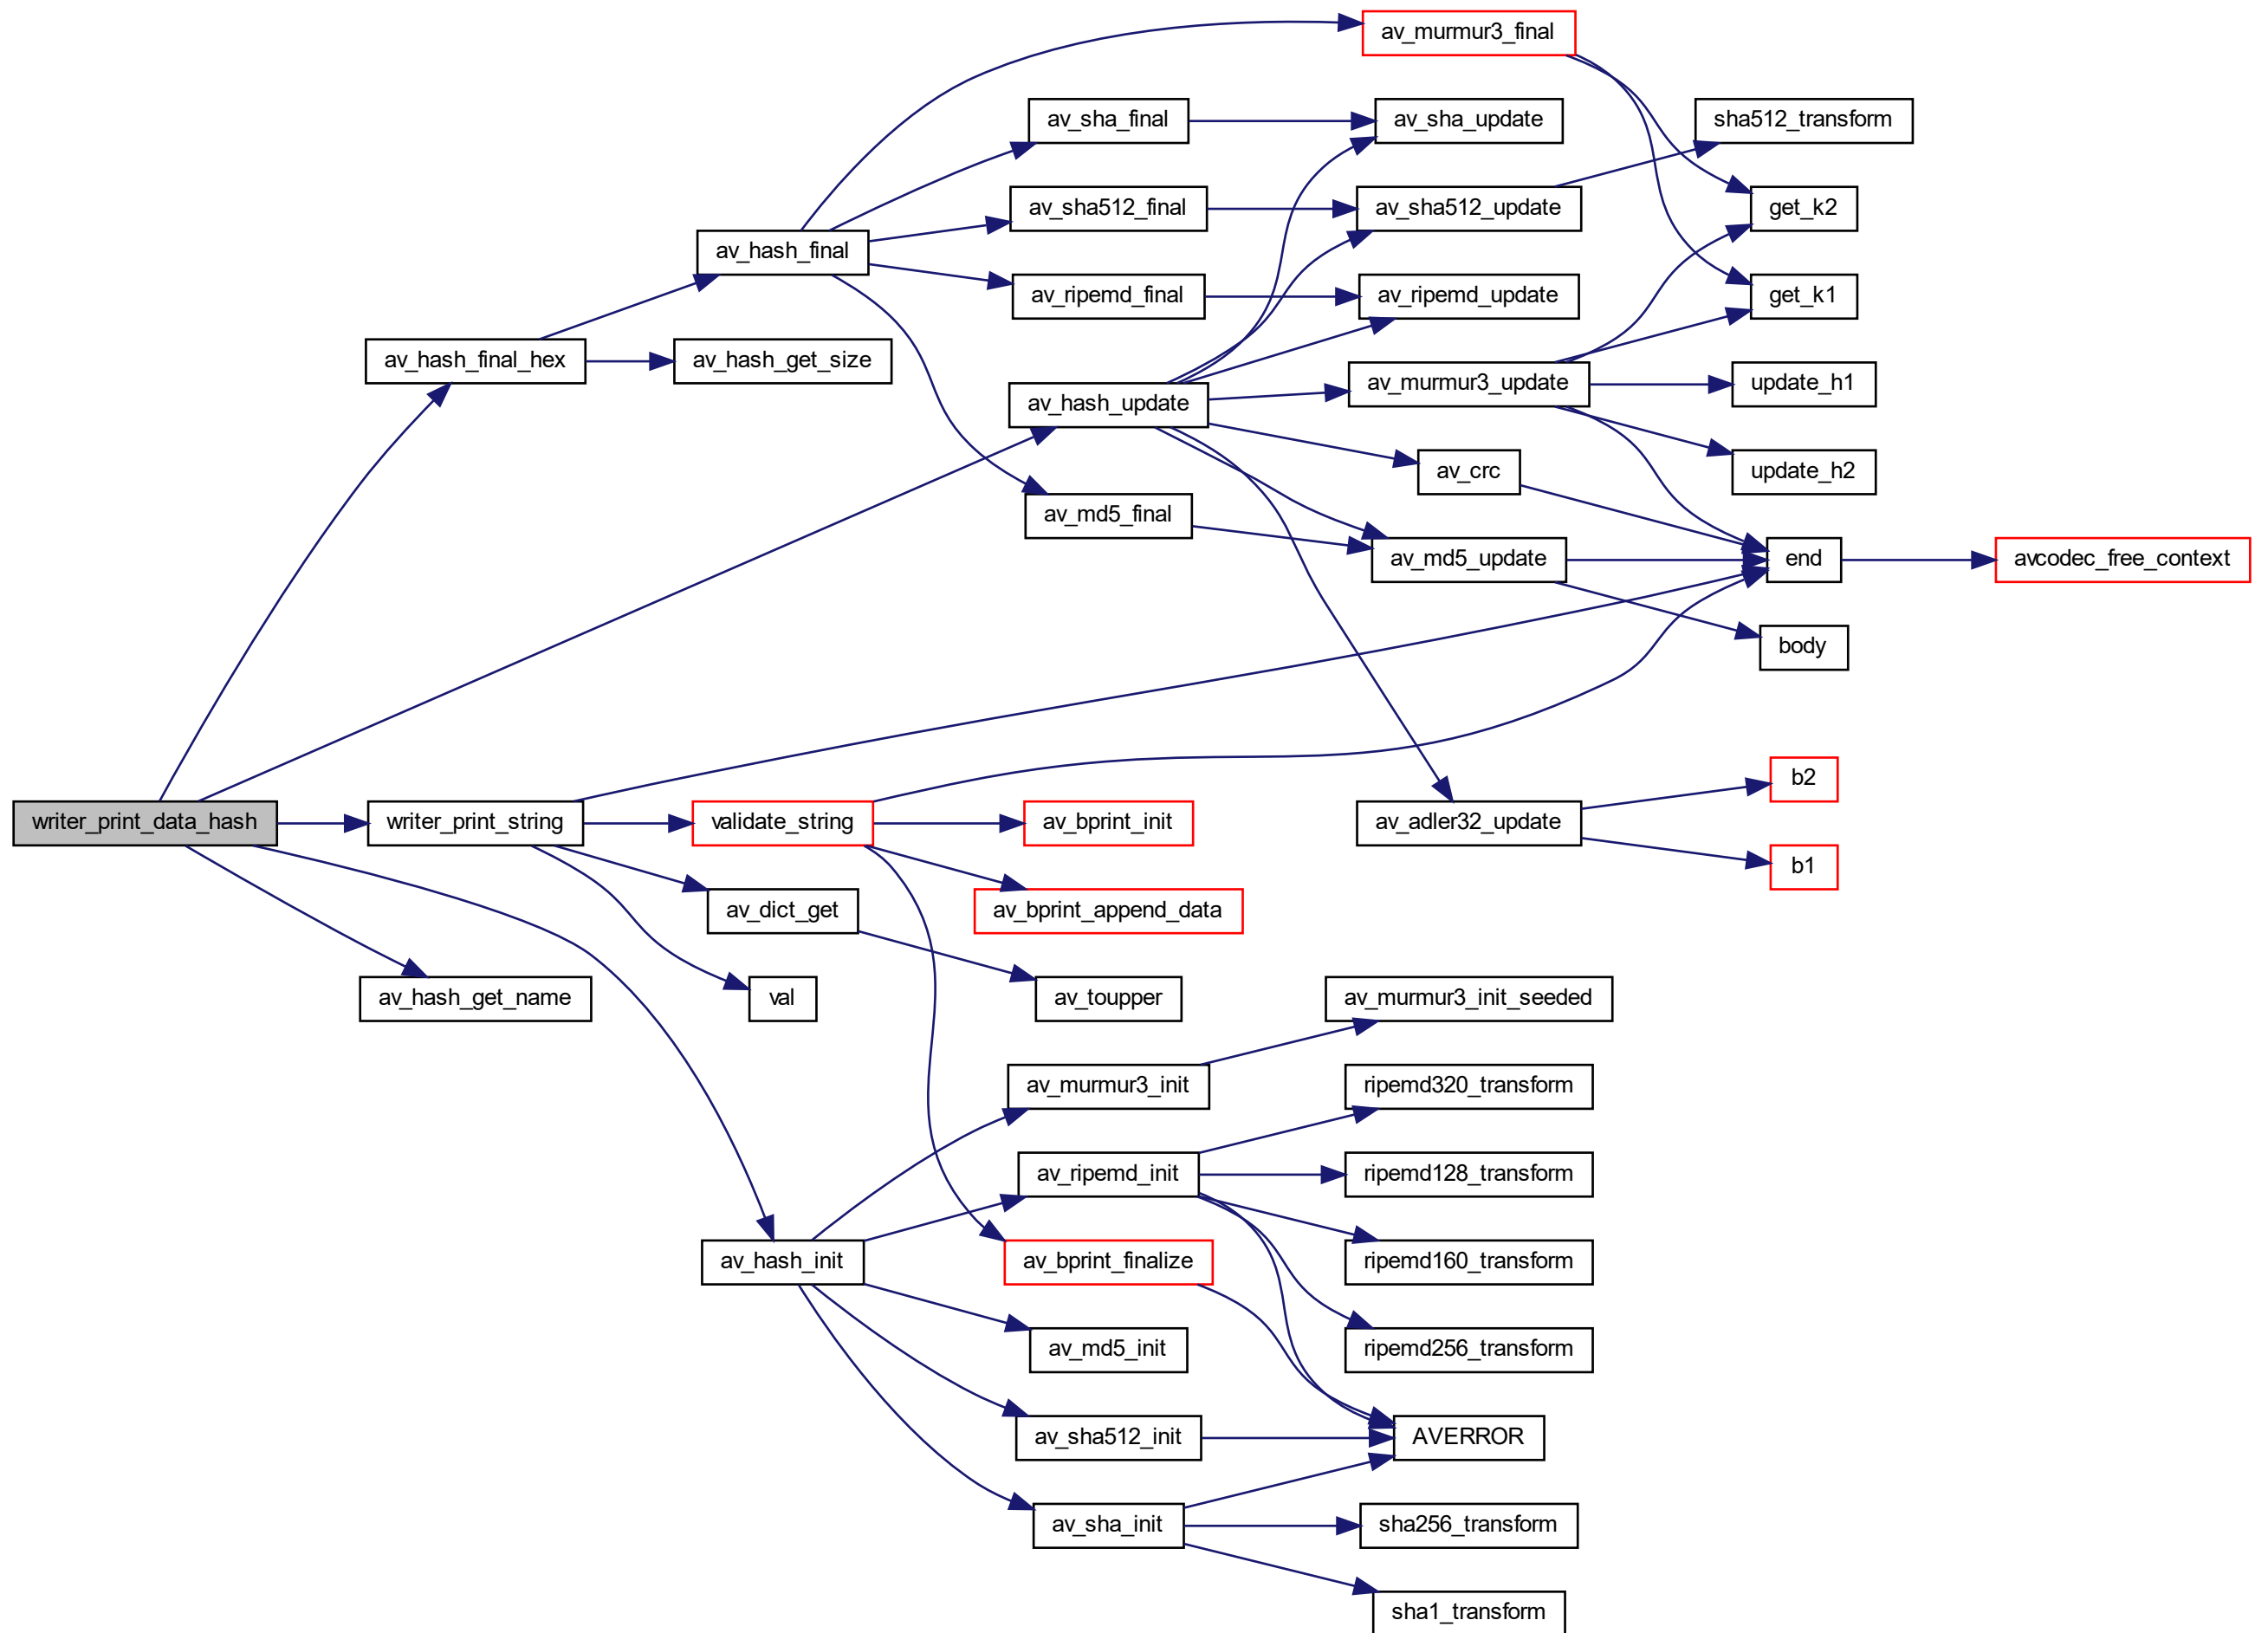 av_murmur3_final
av_sha_final
av_sha_update
sha512_transform
av_sha512_final
av_sha512_update
get_k2
av_hash_final
av_ripemd_final
av_ripemd_update
get_k1
av_hash_final_hex
av_hash_get_size
av_hash_update
av_murmur3_update
update_h1
av_crc
update_h2
av_md5_final
av_md5_update
end
avcodec_free_context
body
b2
writer_print_data_hash
writer_print_string
validate_string
av_bprint_init
av_adler32_update
b1
av_dict_get
av_bprint_append_data
av_hash_get_name
val
av_toupper
av_murmur3_init_seeded
av_murmur3_init
ripemd320_transform
av_ripemd_init
ripemd128_transform
av_hash_init
av_bprint_finalize
ripemd160_transform
av_md5_init
ripemd256_transform
av_sha512_init
AVERROR
av_sha_init
sha256_transform
sha1_transform